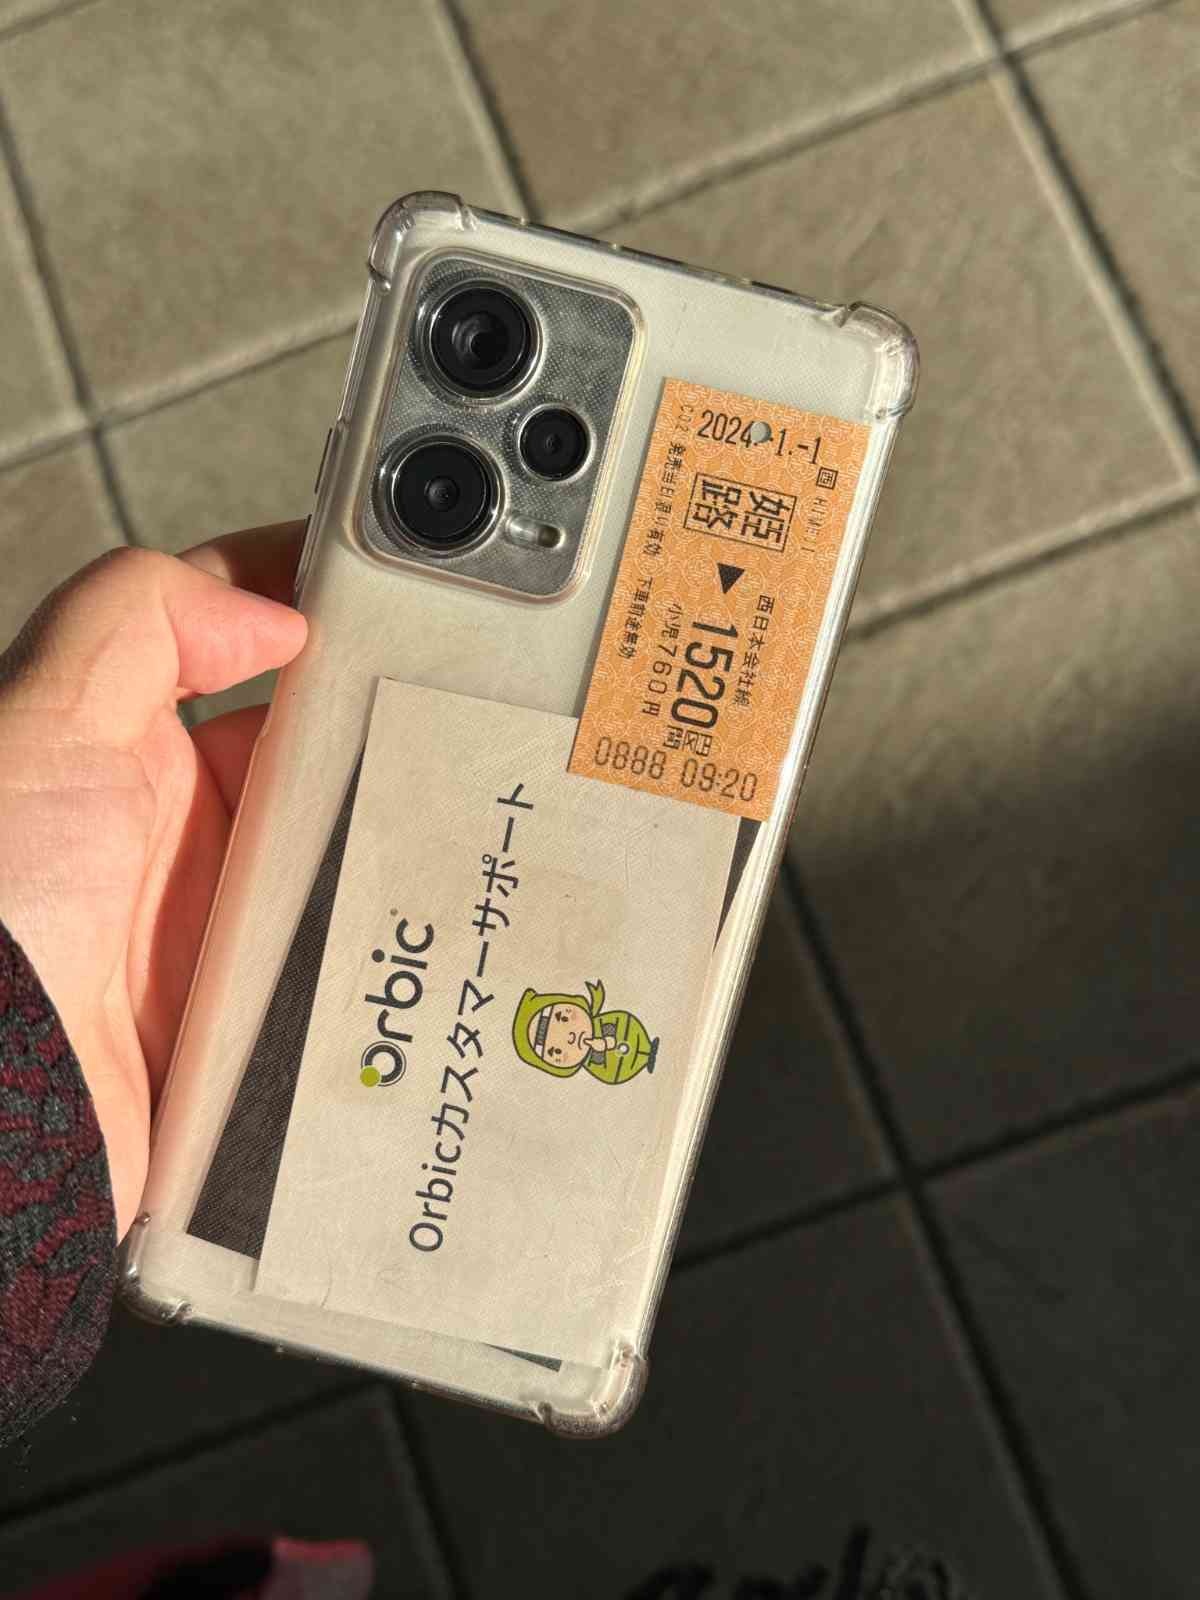 2024.-1.-1
西 HIMEJI
姫路
▶
西日本会社線
1520円区間
小児 760円
発売当日限り有効 下車前途無効
0888 09:20
Orbic
Orbicカスタマーサポート